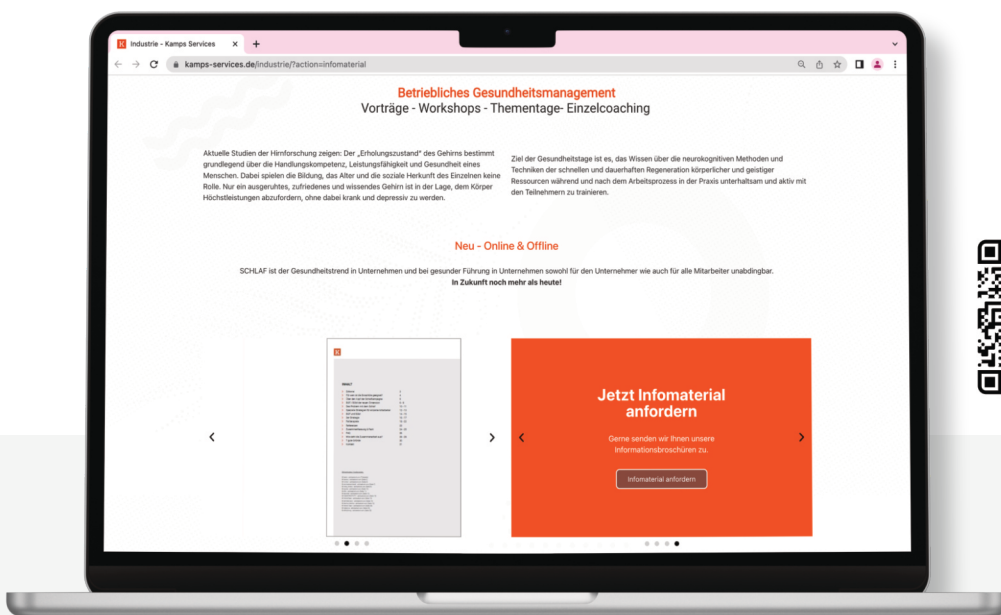 K Industrie - Kamps Services
kamps-services.de/industrie/?action=infomaterial
Betriebliches Gesundheitsmanagement
Vorträge - Workshops - Thementage- Einzelcoaching
Aktuelle Studien der Hirnforschung zeigen: Der „Erholungszustand" des Gehirns bestimmt
grundlegend über die Handlungskompetenz, Leistungsfähigkeit und Gesundheit eines
Menschen. Dabei spielen die Bildung, das Alter und die soziale Herkunft des Einzelnen keine
Rolle. Nur ein ausgeruhtes, zufriedenes und wissendes Gehirn ist in der Lage, dem Körper
Höchstleistungen abzufordern, ohne dabei krank und depressiv zu werden.
Ziel der Gesundheitstage ist es, das Wissen über die neurokognitiven Methoden und
Techniken der schnellen und dauerhaften Regeneration körperlicher und geistiger
Ressourcen während und nach dem Arbeitsprozess in der Praxis unterhaltsam und aktiv mit
den Teilnehmern zu trainieren.
Neu - Online & Offline
SCHLAF ist der Gesundheitstrend in Unternehmen und bei gesunder Führung in Unternehmen sowohl für den Unternehmer wie auch für alle Mitarbeiter unabdingbar.
In Zukunft noch mehr als heute!
K
INHALT
Jetzt Infomaterial
anfordern
Gerne senden wir Ihnen unsere
Informationsbroschüren zu.
Infomaterial anfordern